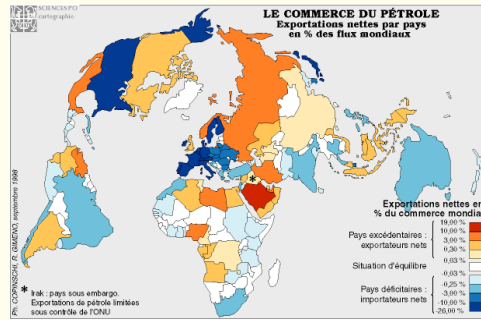 SCIENCES PO
cartographie
LE COMMERCE DU PÉTROLE
Exportations nettes par pays
en % des flux mondiaux
Exportations nettes en
% du commerce mondia
Pays excédentaires :
exportateurs nets
Situation d'équilibre
Pays déficitaires :
importateurs nets
19,00 %
10,00 %
3,00 %
0,30 %
0,03 %
-0,03 %
-0,25 %
-3,00 %
-10,00 %
-26,00 %
*
* Irak : pays sous embargo.
Exportations de pétrole limitées
sous contrôle de l'ONU
Ph. COPINSCHI, R. GIMENO, septembre 1998